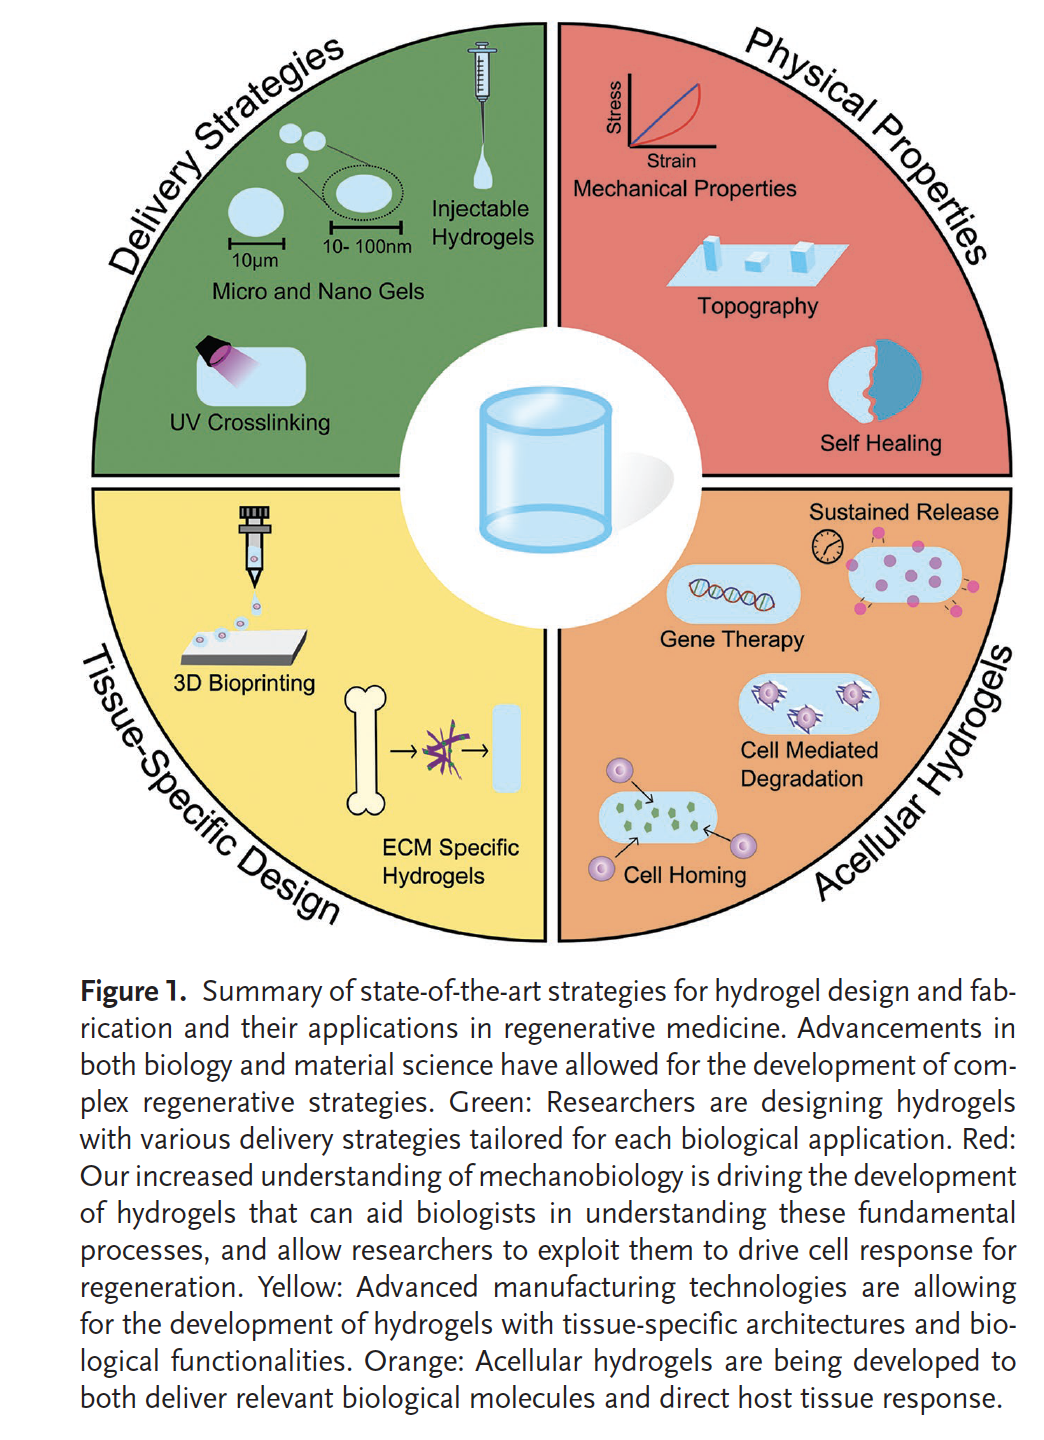 Delivery Strategies
Injectable
Hydrogels
10µm
10- 100nm
Micro and Nano Gels
UV Crosslinking
Physical Properties
Stress
Strain
Mechanical Properties
Topography
Self Healing
Tissue-Specific Design
3D Bioprinting
ECM Specific
Hydrogels
Acellular Hydrogels
Sustained Release
Gene Therapy
Cell Mediated
Degradation
Cell Homing
Figure 1. Summary of state-of-the-art strategies for hydrogel design and fab-
rication and their applications in regenerative medicine. Advancements in
both biology and material science have allowed for the development of com-
plex regenerative strategies. Green: Researchers are designing hydrogels
with various delivery strategies tailored for each biological application. Red:
Our increased understanding of mechanobiology is driving the development
of hydrogels that can aid biologists in understanding these fundamental
processes, and allow researchers to exploit them to drive cell response for
regeneration. Yellow: Advanced manufacturing technologies are allowing
for the development of hydrogels with tissue-specific architectures and bio-
logical functionalities. Orange: Acellular hydrogels are being developed to
both deliver relevant biological molecules and direct host tissue response.